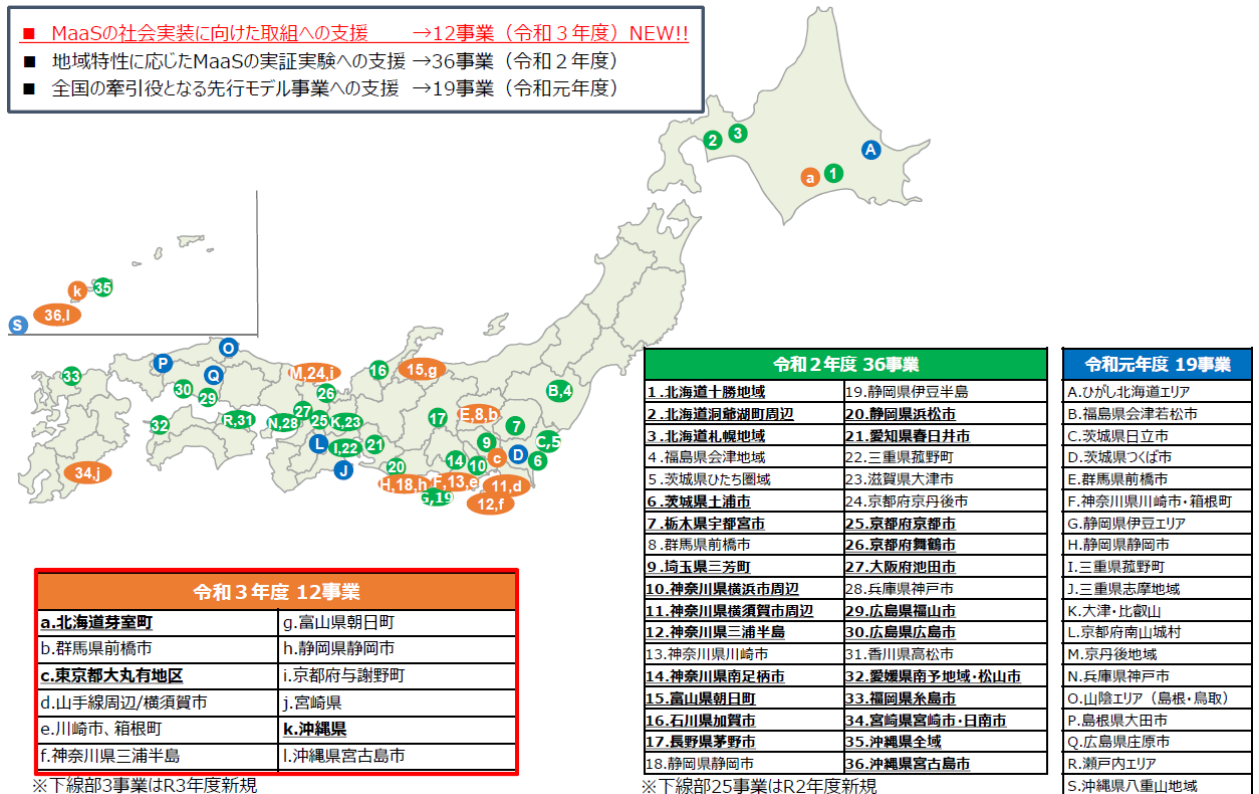 ■ MaaSの社会実装に向けた取組への支援 →12事業（令和３年度）NEW!!
■ 地域特性に応じたMaaSの実証実験への支援 →36事業（令和２年度）
■ 全国の牽引役となる先行モデル事業への支援 →19事業（令和元年度）
2
3
A
a
1
k
35
36,l
S
O
P
33
Q
30
29
M,24,i
16
15,g
26
B,4
32
R,31
N,28
27
25
K,23
17
E,8,b
7
9
C,5
L
I,22
21
c
D
6
14
10
J
20
34,j
H,18,h
F,13,e
11,d
G,19
12,f
令和２年度 36事業
1.北海道十勝地域 19.静岡県伊豆半島
2.北海道洞爺湖町周辺 20.静岡県浜松市
3.北海道札幌地域 21.愛知県春日井市
4.福島県会津地域 22.三重県菰野町
5.茨城県ひたち圏域 23.滋賀県大津市
6.茨城県土浦市 24.京都府京丹後市
7.栃木県宇都宮市 25.京都府京都市
8.群馬県前橋市 26.京都府舞鶴市
9.埼玉県三芳町 27.大阪府池田市
10.神奈川県横浜市周辺 28.兵庫県神戸市
11.神奈川県横須賀市周辺 29.広島県福山市
12.神奈川県三浦半島 30.広島県広島市
13.神奈川県川崎市 31.香川県高松市
14.神奈川県南足柄市 32.愛媛県南予地域・松山市
15.富山県朝日町 33.福岡県糸島市
16.石川県加賀市 34.宮崎県宮崎市・日南市
17.長野県茅野市 35.沖縄県全域
18.静岡県静岡市 36.沖縄県宮古島市
※下線部25事業はR2年度新規
令和元年度 19事業
A.ひがし北海道エリア
B.福島県会津若松市
C.茨城県日立市
D.茨城県つくば市
E.群馬県前橋市
F.神奈川県川崎市・箱根町
G.静岡県伊豆エリア
H.静岡県静岡市
I.三重県菰野町
J.三重県志摩地域
K.大津・比叡山
L.京都府南山城村
M.京丹後地域
N.兵庫県神戸市
O.山陰エリア（島根・鳥取）
P.島根県大田市
Q.広島県庄原市
R.瀬戸内エリア
S.沖縄県八重山地域
令和３年度 12事業
a.北海道芽室町 g.富山県朝日町
b.群馬県前橋市 h.静岡県静岡市
c.東京都大丸有地区 i.京都府与謝野町
d.山手線周辺/横須賀市 j.宮崎県
e.川崎市、箱根町 k.沖縄県
f.神奈川県三浦半島 l.沖縄県宮古島市
※下線部3事業はR3年度新規